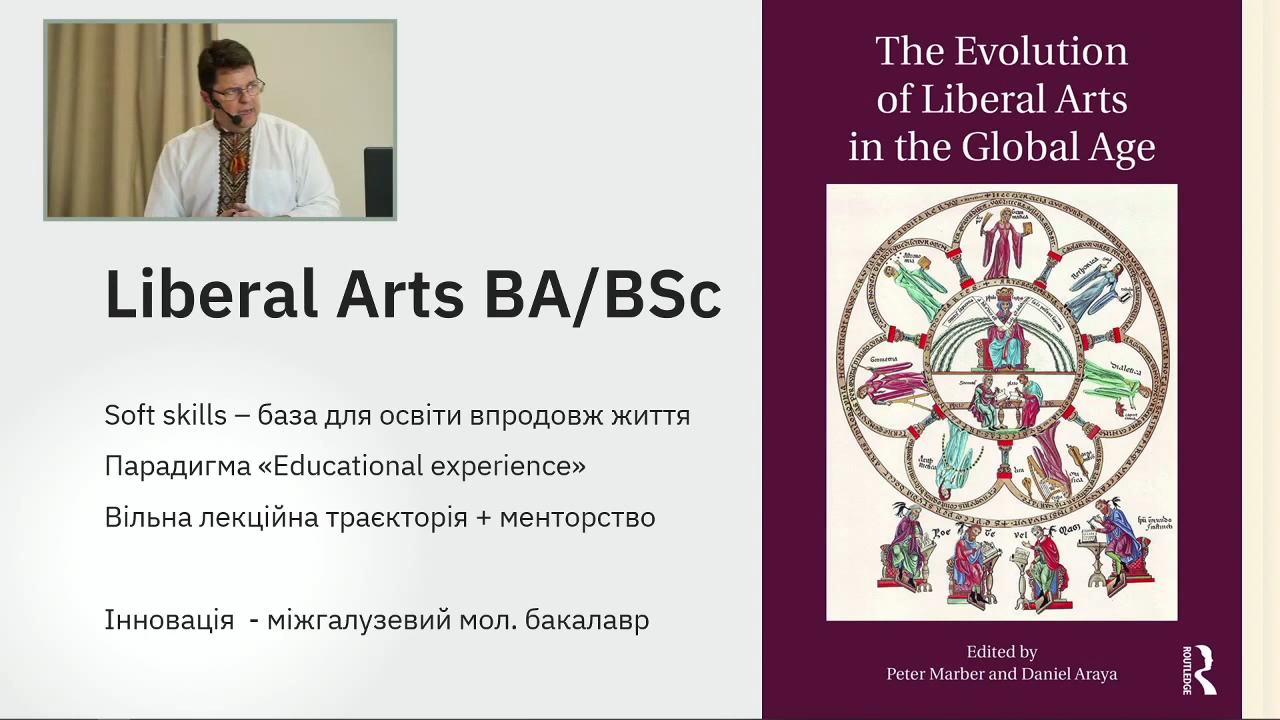 Liberal Arts BA/BSc
Soft skills – база для освіти впродовж життя
Парадигма «Educational experience»
Вільна лекційна траєкторія + менторство
Інновація - міжгалузевий мол. бакалавр
The Evolution
of Liberal Arts
in the Global Age
Edited by
Peter Marber and Daniel Araya
ROUTLEDGE